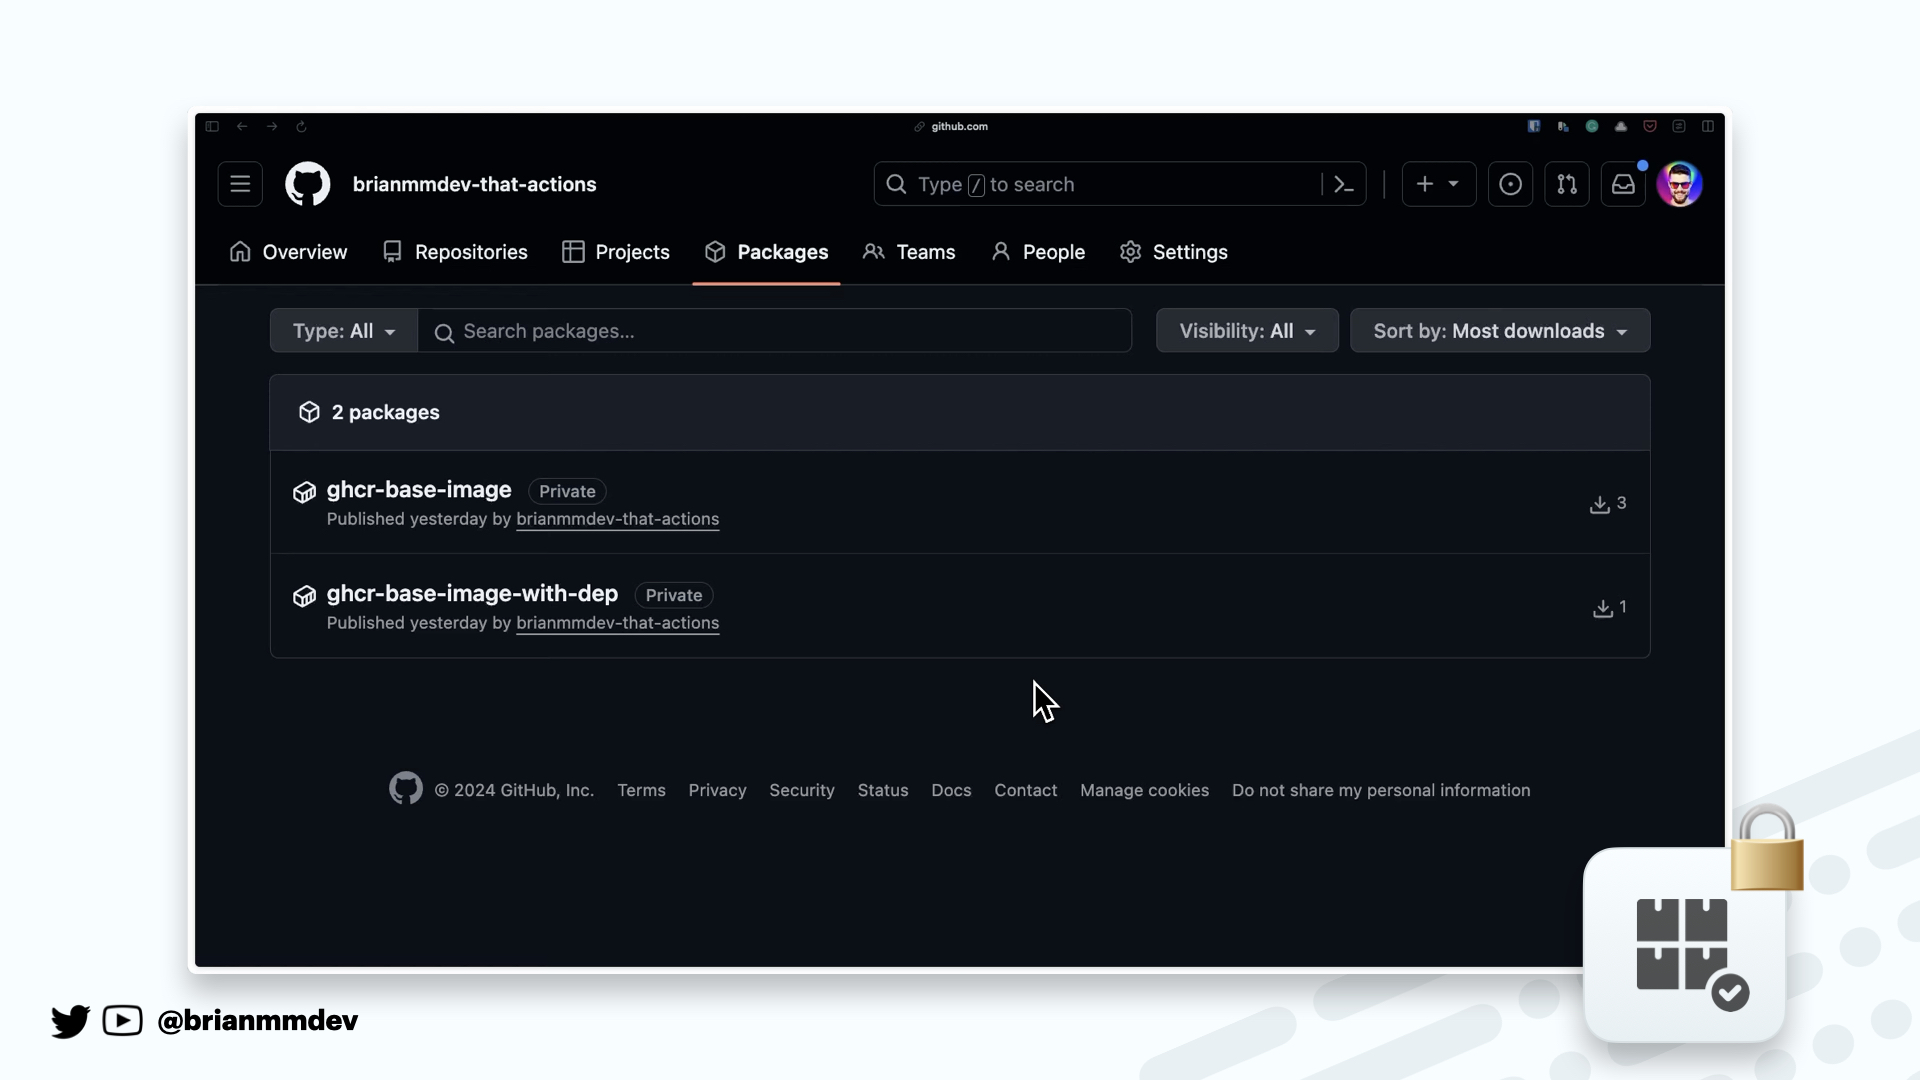 github.com
brianmmdev-that-actions
Type / to search
Overview Repositories Projects Packages Teams People Settings
Type: All Search packages... Visibility: All Sort by: Most downloads
2 packages
ghcr-base-image Private
Published yesterday by brianmmdev-that-actions
3
ghcr-base-image-with-dep Private
Published yesterday by brianmmdev-that-actions
1
© 2024 GitHub, Inc. Terms Privacy Security Status Docs Contact Manage cookies Do not share my personal information
@brianmmdev